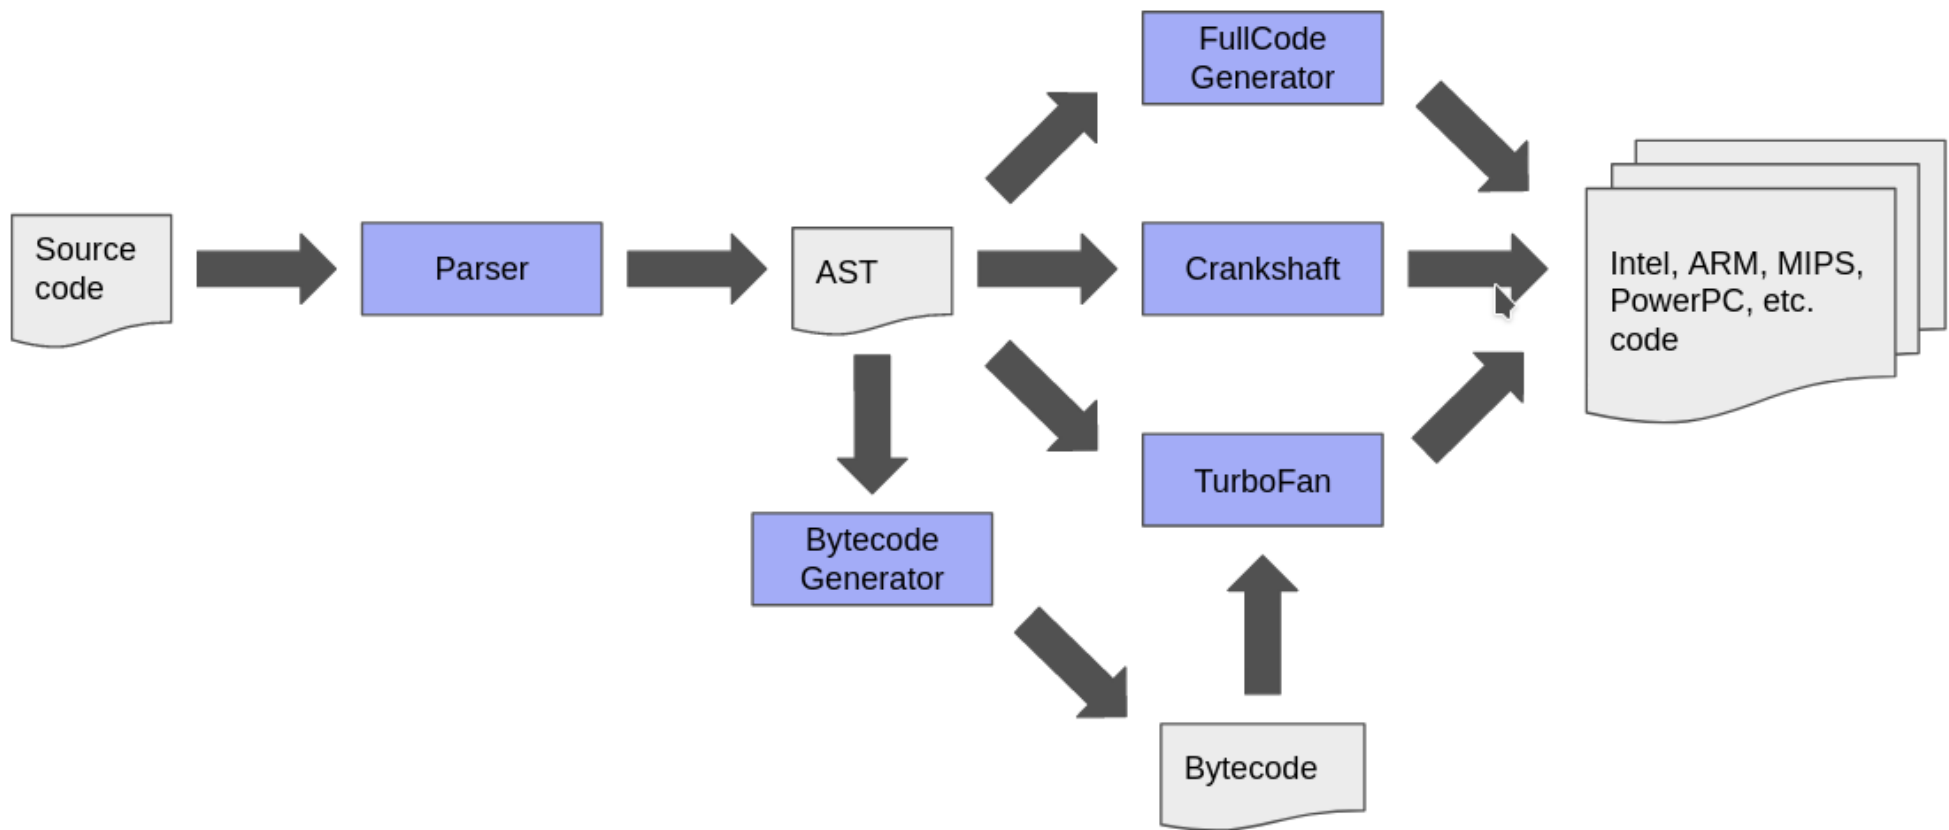 FullCode
Generator
Source
code
Parser
AST
Crankshaft
Intel, ARM, MIPS,
PowerPC, etc.
code
TurboFan
Bytecode
Generator
Bytecode